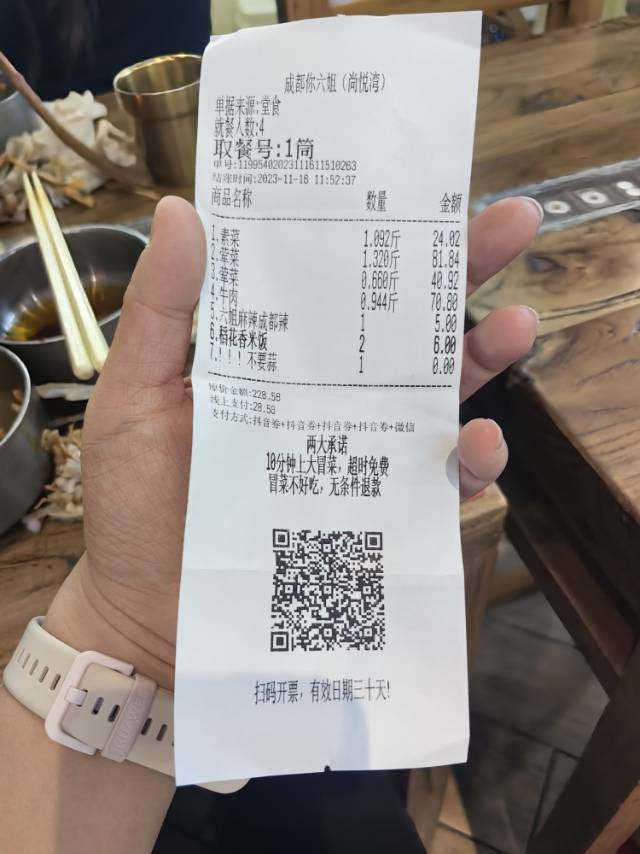 成都你六姐（尚悦湾）
单据来源:堂食
就餐人数:4
取餐号:1筒
单号:11995402023111611510263
结账时间:2023-11-16 11:52:37
商品名称 数量 金额
1.素菜 1.092斤 24.02
2.荤菜 1.320斤 81.84
3.荤菜 0.660斤 40.92
4.牛肉 0.944斤 70.80
5.六姐麻辣成都辣 1 5.00
6.稻花香米饭 2 6.00
7.！！！不要蒜 1 0.00
原价金额:228.58
线上支付:28.58
支付方式:抖音券+抖音券+抖音券+抖音券+微信
两大承诺
10分钟上大冒菜，超时免费
冒菜不好吃，无条件退款
扫码开票，有效日期三十天!